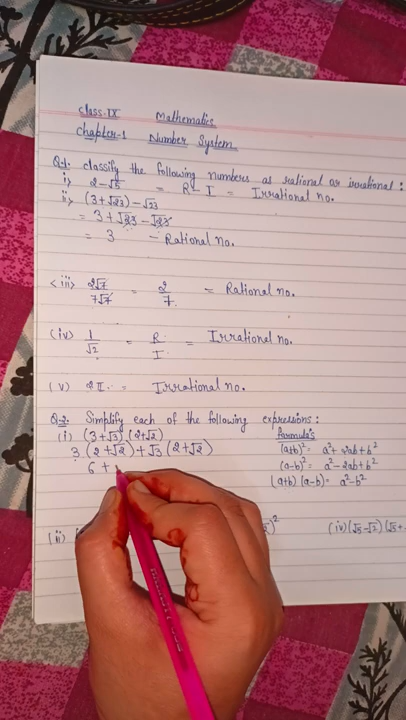 Class-IX Mathematics
Chapter-1 Number System
Q.1. Classify the following numbers as rational or irrational :
i) 2-√5 = R-I = Irrational no.
ii) (3+√23)-√23
= 3+√23-√23
= 3 - Rational no.
(iii) 2√7/7√7 = 2/7 = Rational no.
(iv) 1/√2 = R/I = Irrational no.
(v) = Irrational no.
Q.2. Simplify each of the following expressions :
(i) (3+√3)(2+√2) Formula's
3(2+√2)+√3(2+√2) (a+b)² = a²+2ab+b²
6+ (a-b)² = a²-2ab+b²
(a+b)(a-b) = a²-b²
(ii) )² (iv) (√5-√2)(√5+